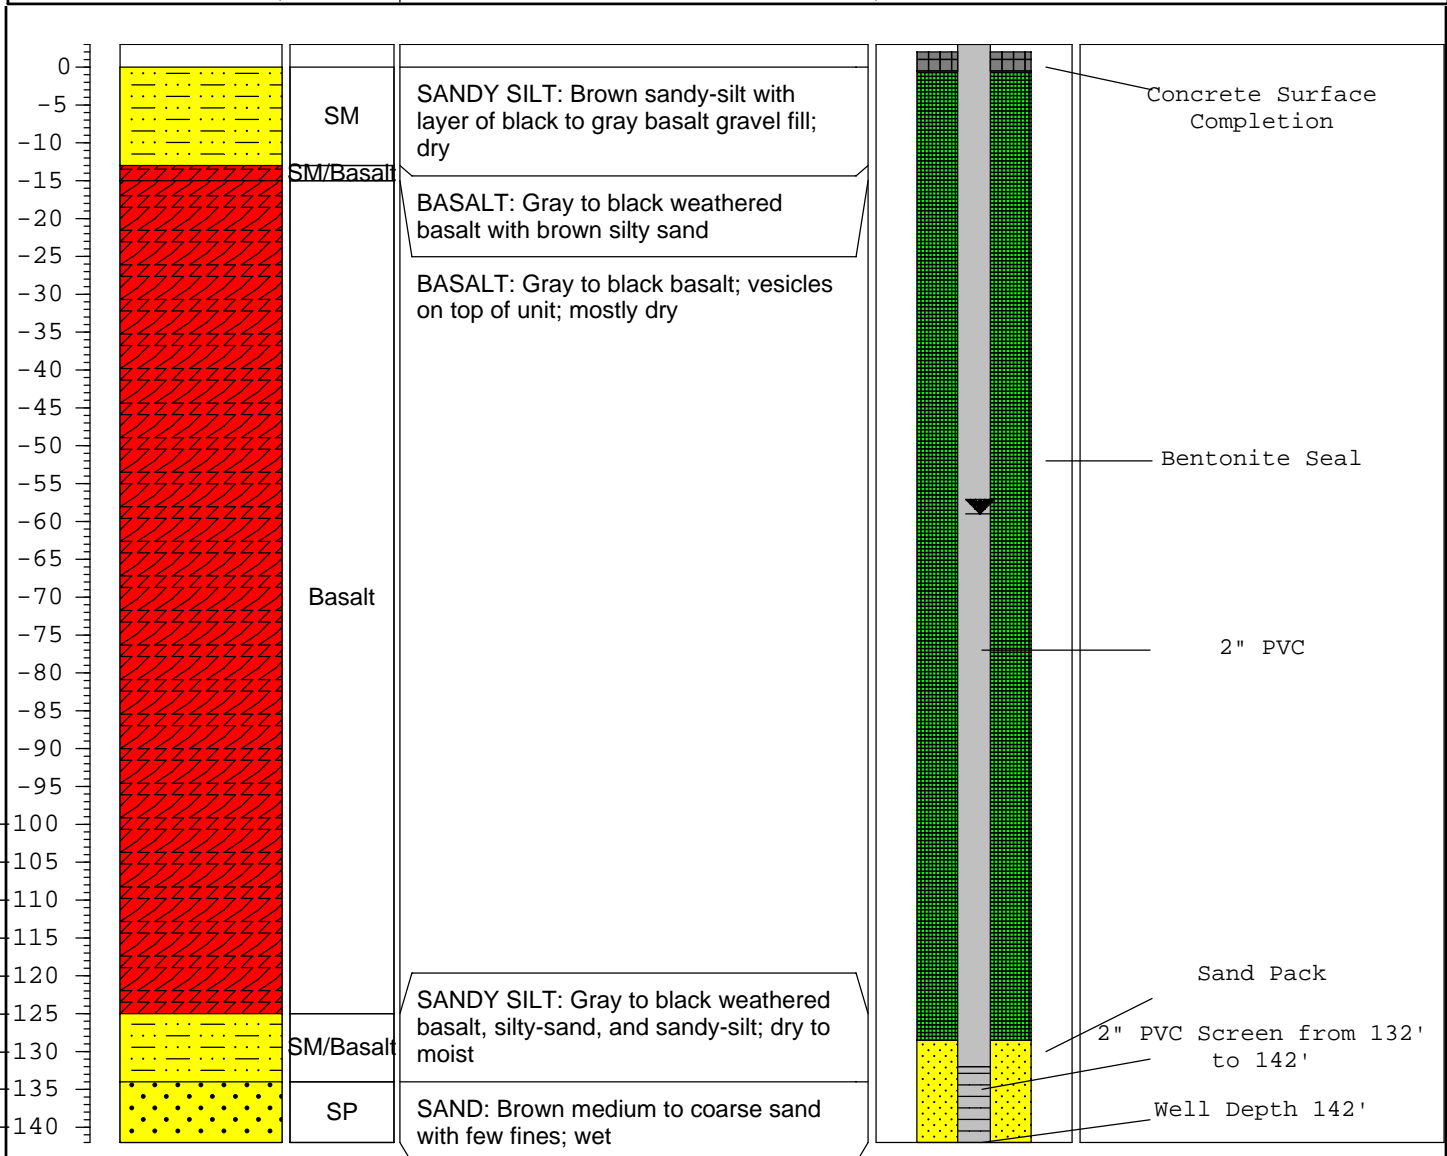 0
-5
-10
-15
-20
-25
-30
-35
-40
-45
-50
-55
-60
-65
-70
-75
-80
-85
-90
-95
-100
-105
-110
-115
-120
-125
-130
-135
-140
SM
SM/Basalt
Basalt
SM/Basalt
SP
SANDY SILT: Brown sandy-silt with
layer of black to gray basalt gravel fill;
dry
BASALT: Gray to black weathered
basalt with brown silty sand
BASALT: Gray to black basalt; vesicles
on top of unit; mostly dry
SANDY SILT: Gray to black weathered
basalt, silty-sand, and sandy-silt; dry to
moist
SAND: Brown medium to coarse sand
with few fines; wet
Concrete Surface
Completion
Bentonite Seal
2" PVC
Sand Pack
2" PVC Screen from 132'
to 142'
Well Depth 142'